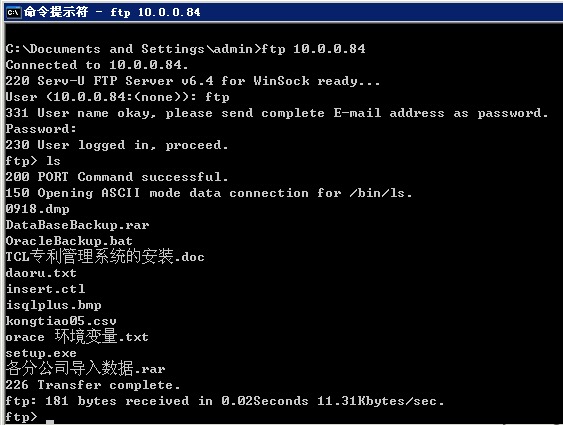 命令提示符 - ftp 10.0.0.84
C:\Documents and Settings\admin>ftp 10.0.0.84
Connected to 10.0.0.84.
220 Serv-U FTP Server v6.4 for WinSock ready...
User (10.0.0.84:(none)): ftp
331 User name okay, please send complete E-mail address as password.
Password:
230 User logged in, proceed.
ftp> ls
200 PORT Command successful.
150 Opening ASCII mode data connection for /bin/ls.
0918.dmp
DataBaseBackup.rar
OracleBackup.bat
TCL专利管理系统的安装.doc
daoru.txt
insert.ctl
isqlplus.bmp
kongtiao05.csv
orace 环境变量.txt
setup.exe
各分公司导入数据.rar
226 Transfer complete.
ftp: 181 bytes received in 0.02Seconds 11.31Kbytes/sec.
ftp>